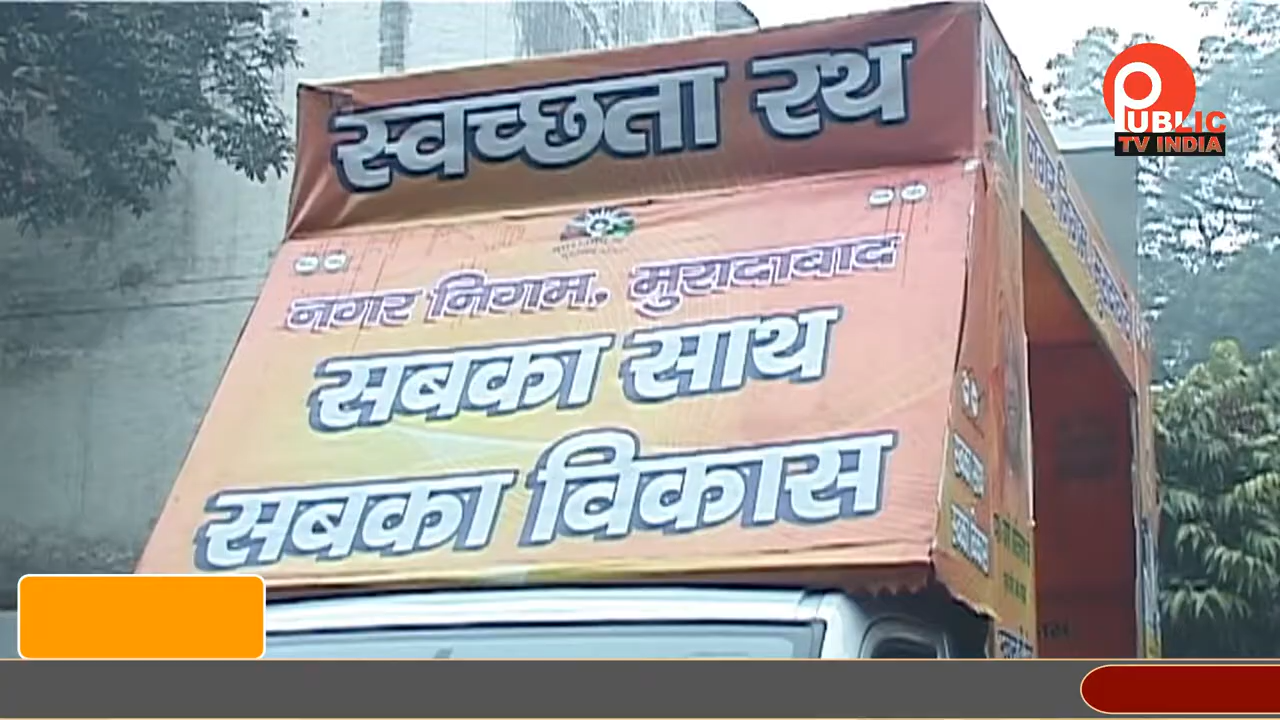 स्वच्छता रथ
नगर निगम, मुरादाबाद
सबका साथ
सबका विकास
PUBLIC
TV INDIA